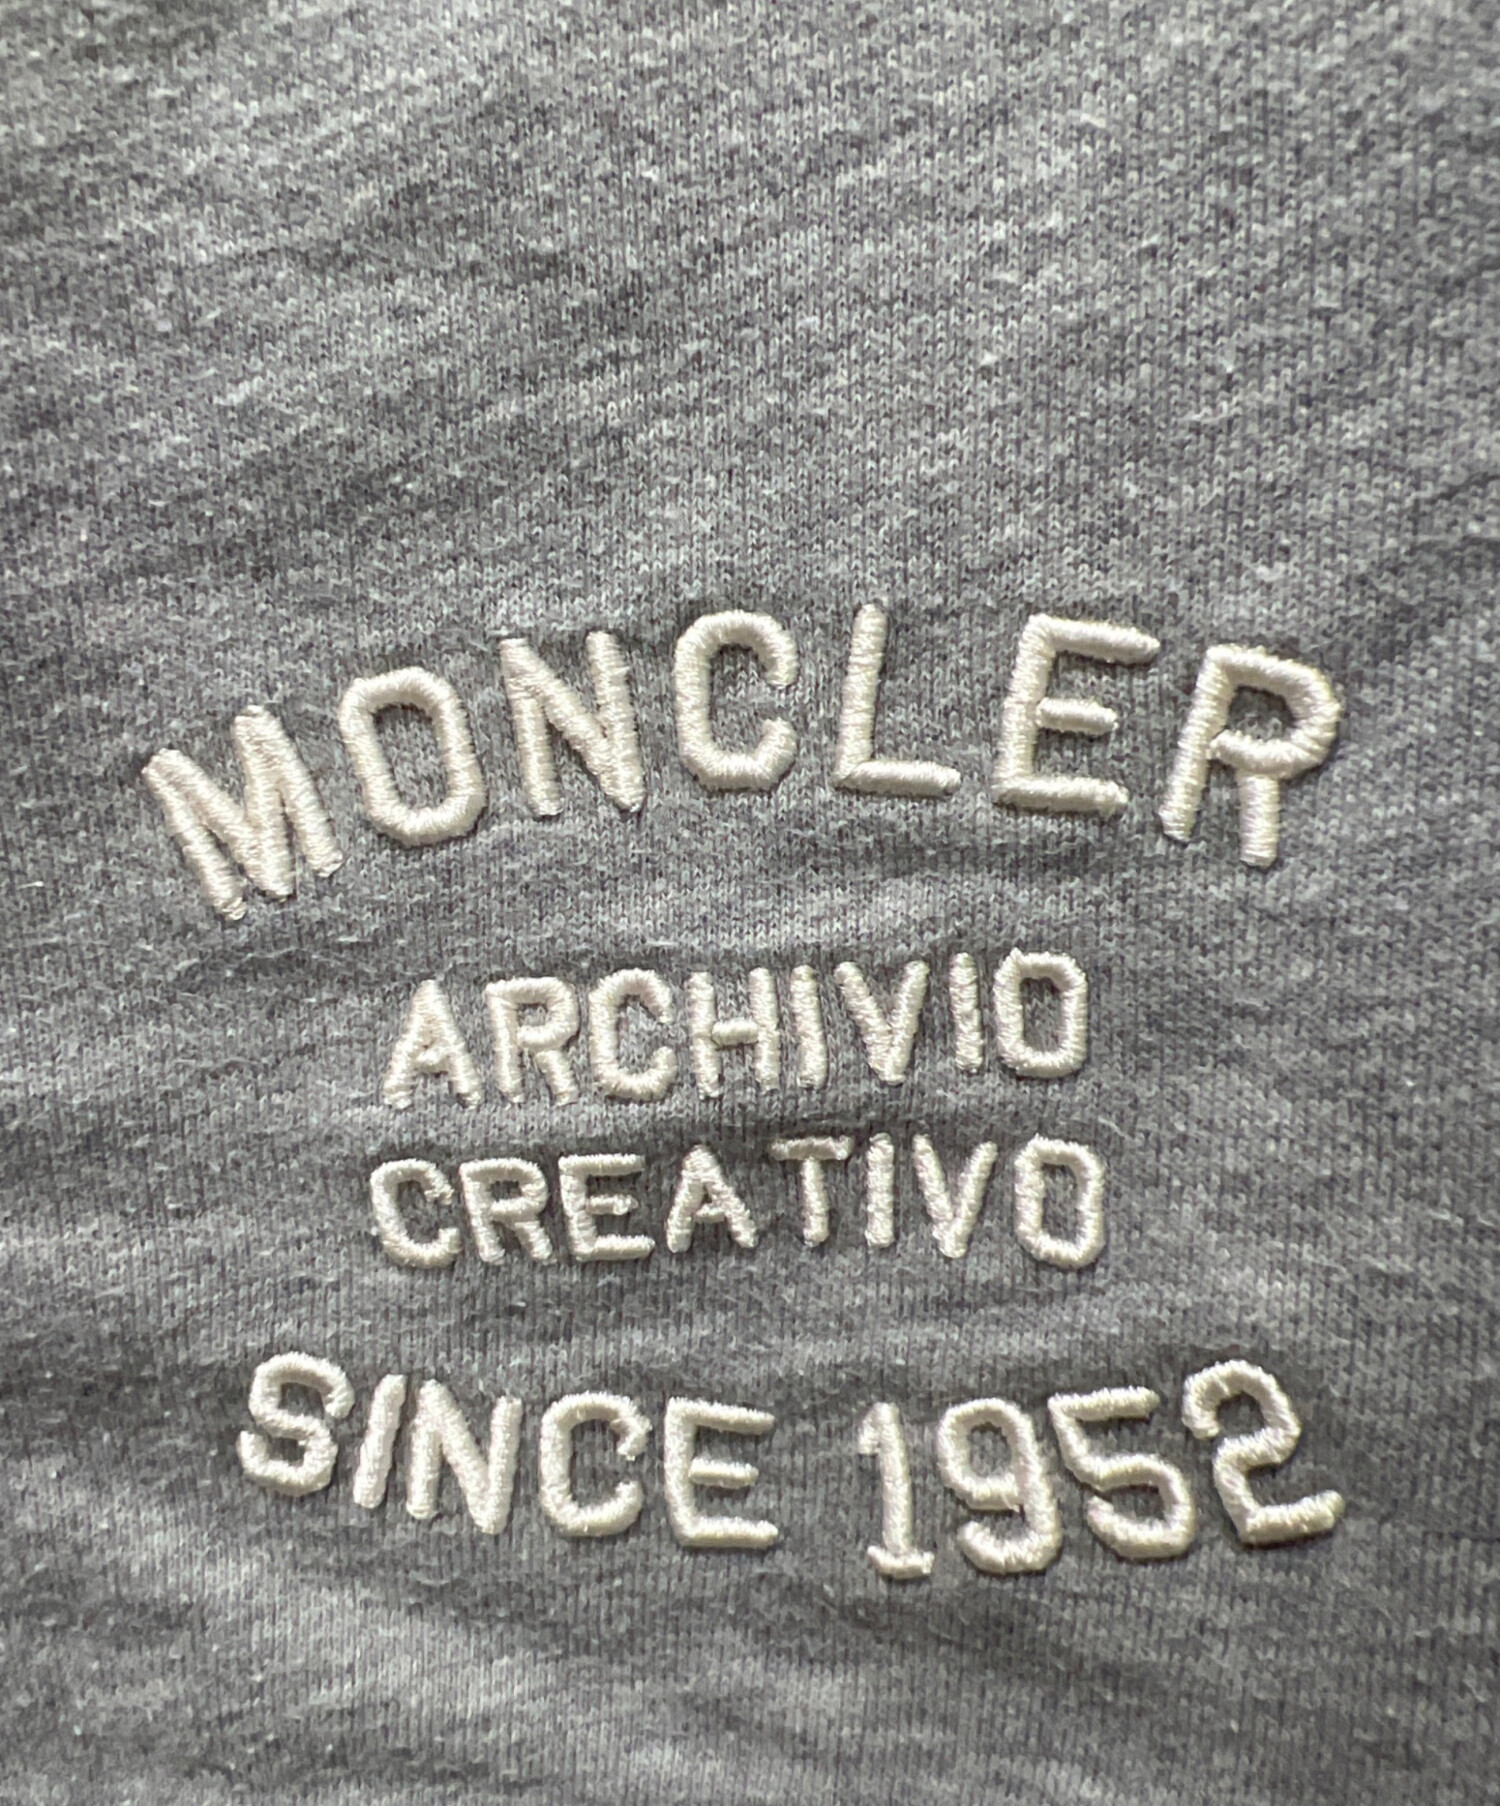 MONCLER
ARCHIVIO
CREATIVO
SINCE 1952